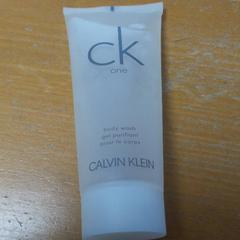 ck
one
body wash
gel purifiant
pour le corps
CALVIN KLEIN